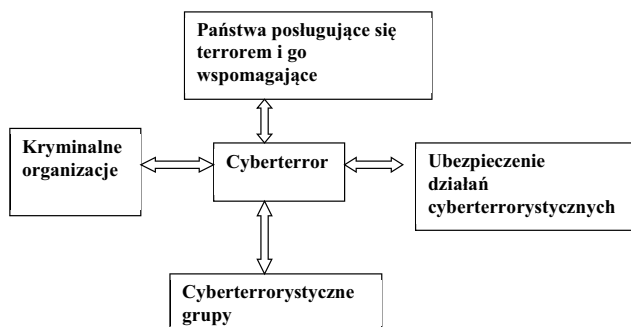 Państwa posługujące się
terrorem i go
wspomagające
Kryminalne
organizacje
Cyberterror
Ubezpieczenie
działań
cyberterrorystycznych
Cyberterrorystyczne
grupy